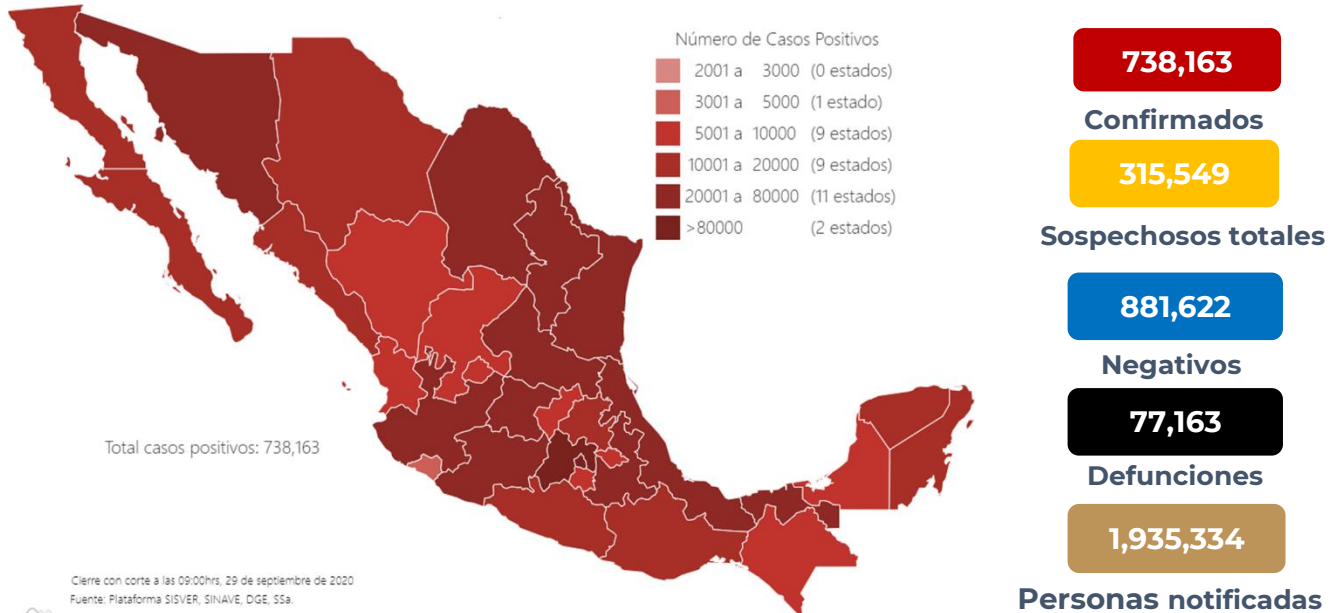 Número de Casos Positivos
2001 a 3000 (0 estados)
3001 a 5000 (1 estado)
5001 a 10000 (9 estados)
10001 a 20000 (9 estados)
20001 a 80000 (11 estados)
>80000 (2 estados)
Total casos positivos: 738,163
Cierre con corte a las 09:00hrs, 29 de septiembre de 2020
Fuente: Plataforma SISVER, SINAVE, DGE, SSa.
738,163
Confirmados
315,549
Sospechosos totales
881,622
Negativos
77,163
Defunciones
1,935,334
Personas notificadas